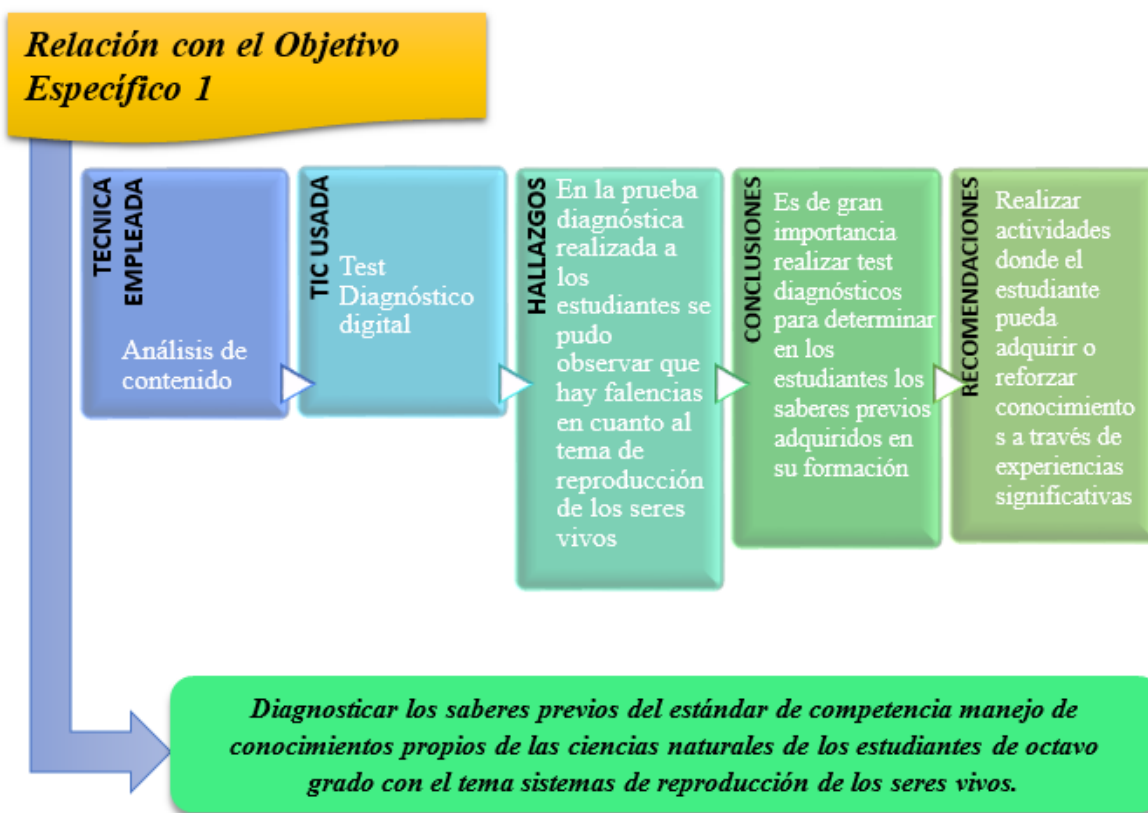 Relación con el Objetivo
Específico 1
TECNICA
EMPLEADA
Análisis de
contenido
TIC USADA
Test
Diagnóstico
digital
HALLAZGOS
En la prueba
diagnóstica
realizada a
los
estudiantes se
pudo
observar que
hay falencias
en cuanto al
tema de
reproducción
de los seres
vivos
CONCLUSIONES
Es de gran
importancia
realizar test
diagnósticos
para determinar
en los
estudiantes los
saberes previos
adquiridos en
su formación
RECOMENDACIONES
Realizar
actividades
donde el
estudiante
pueda
adquirir o
reforzar
conocimiento
s a través de
experiencias
significativas
Diagnosticar los saberes previos del estándar de competencia manejo de
conocimientos propios de las ciencias naturales de los estudiantes de octavo
grado con el tema sistemas de reproducción de los seres vivos.